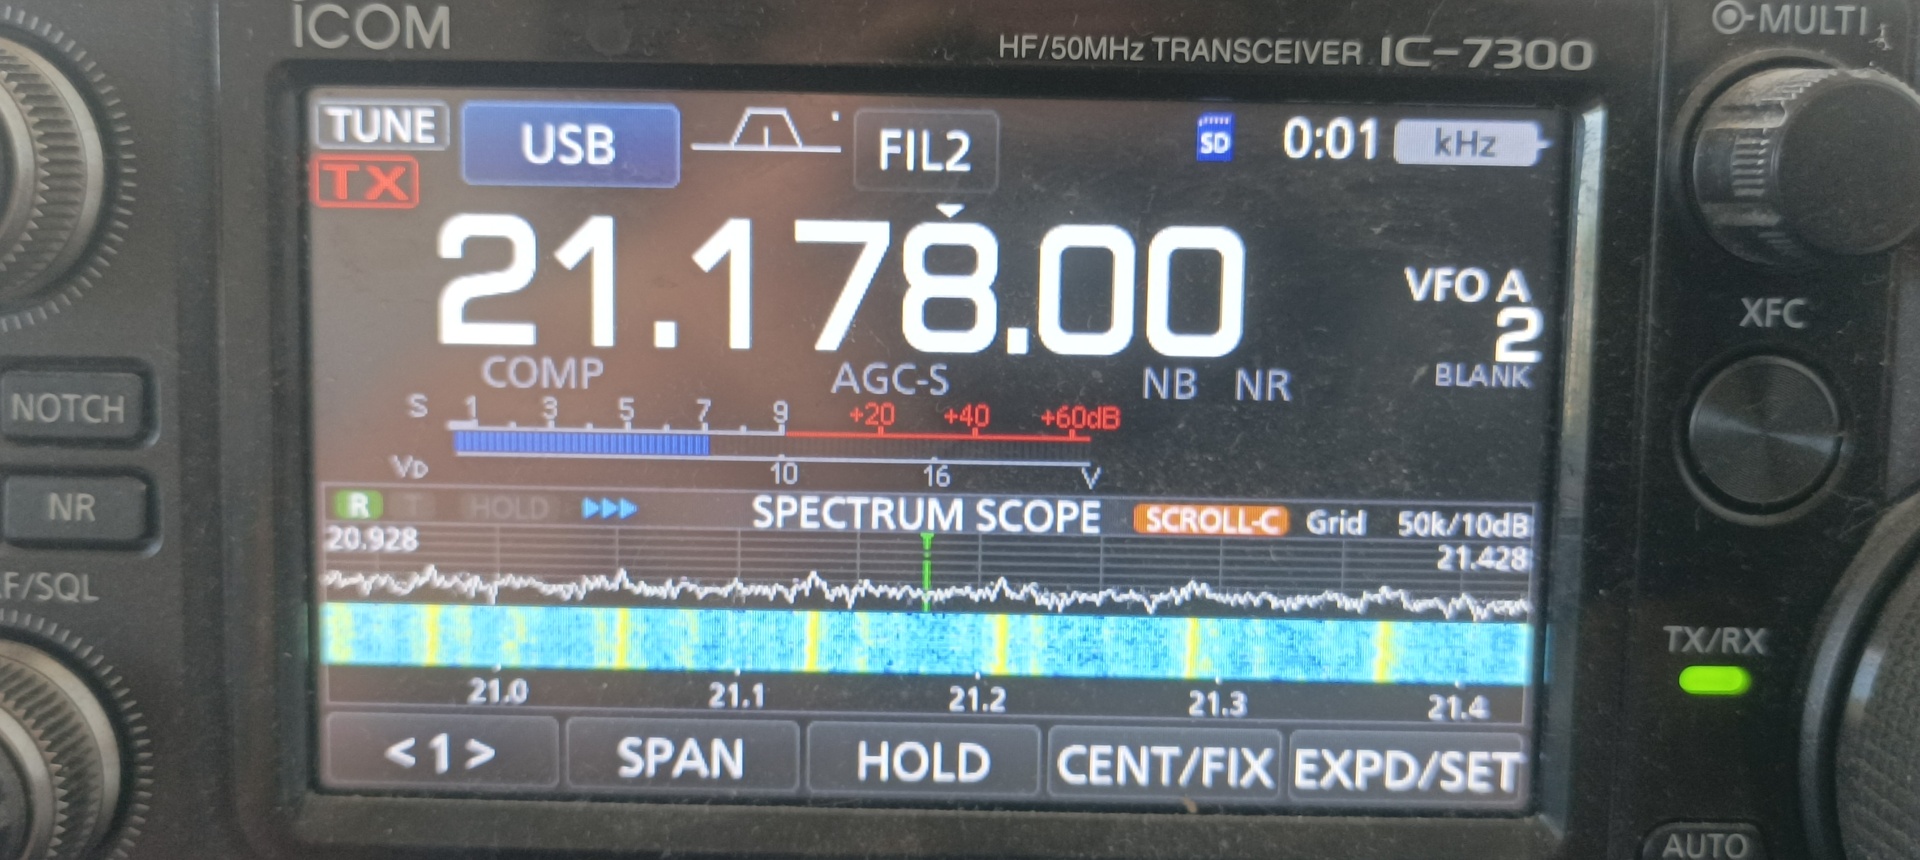 ICOM
HF/50MHz TRANSCEIVER IC-7300
MULTI
TUNE USB FIL2 SD 0:01 kHz
TX
21.178.00
VFO A
2
BLANK
XFC
COMP AGC-S NB NR
S 1 3 5 7 9 +20 +40 +60dB
VD 10 16 V
NOTCH
NR
R T HOLD SPECTRUM SCOPE SCROLL-C Grid 50k/10dB
20.928 21.428
F/SQL
TX/RX
21.0 21.1 21.2 21.3 21.4
<1> SPAN HOLD CENT/FIX EXPD/SET
AUTO